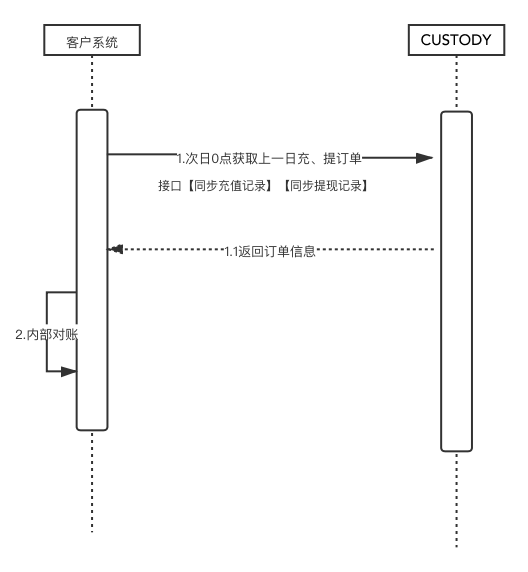 客户系统
CUSTODY
1.次日0点获取上一日充、提订单
接口【同步充值记录】【同步提现记录】
1.1返回订单信息
2.内部对账